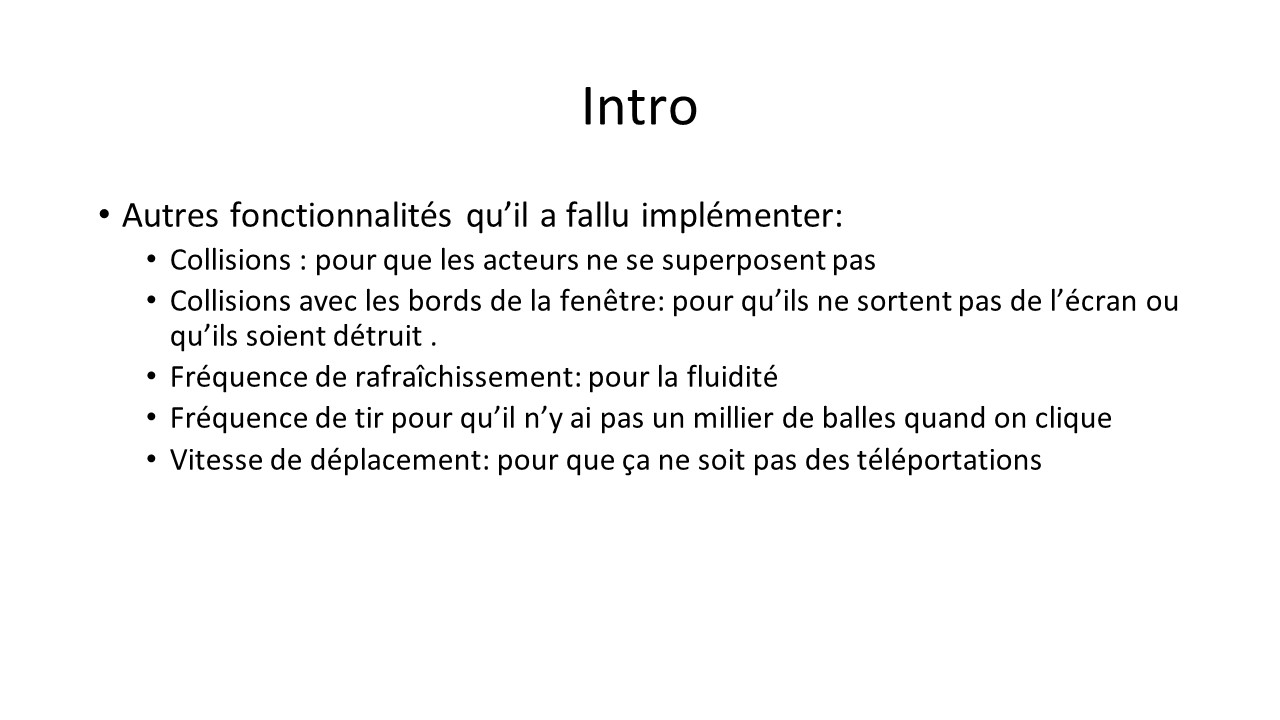 Intro
• Autres fonctionnalités qu’il a fallu implémenter:
• Collisions : pour que les acteurs ne se superposent pas
• Collisions avec les bords de la fenêtre: pour qu’ils ne sortent pas de l’écran ou
qu’ils soient détruit .
• Fréquence de rafraîchissement: pour la fluidité
• Fréquence de tir pour qu’il n’y ai pas un millier de balles quand on clique
• Vitesse de déplacement: pour que ça ne soit pas des téléportations